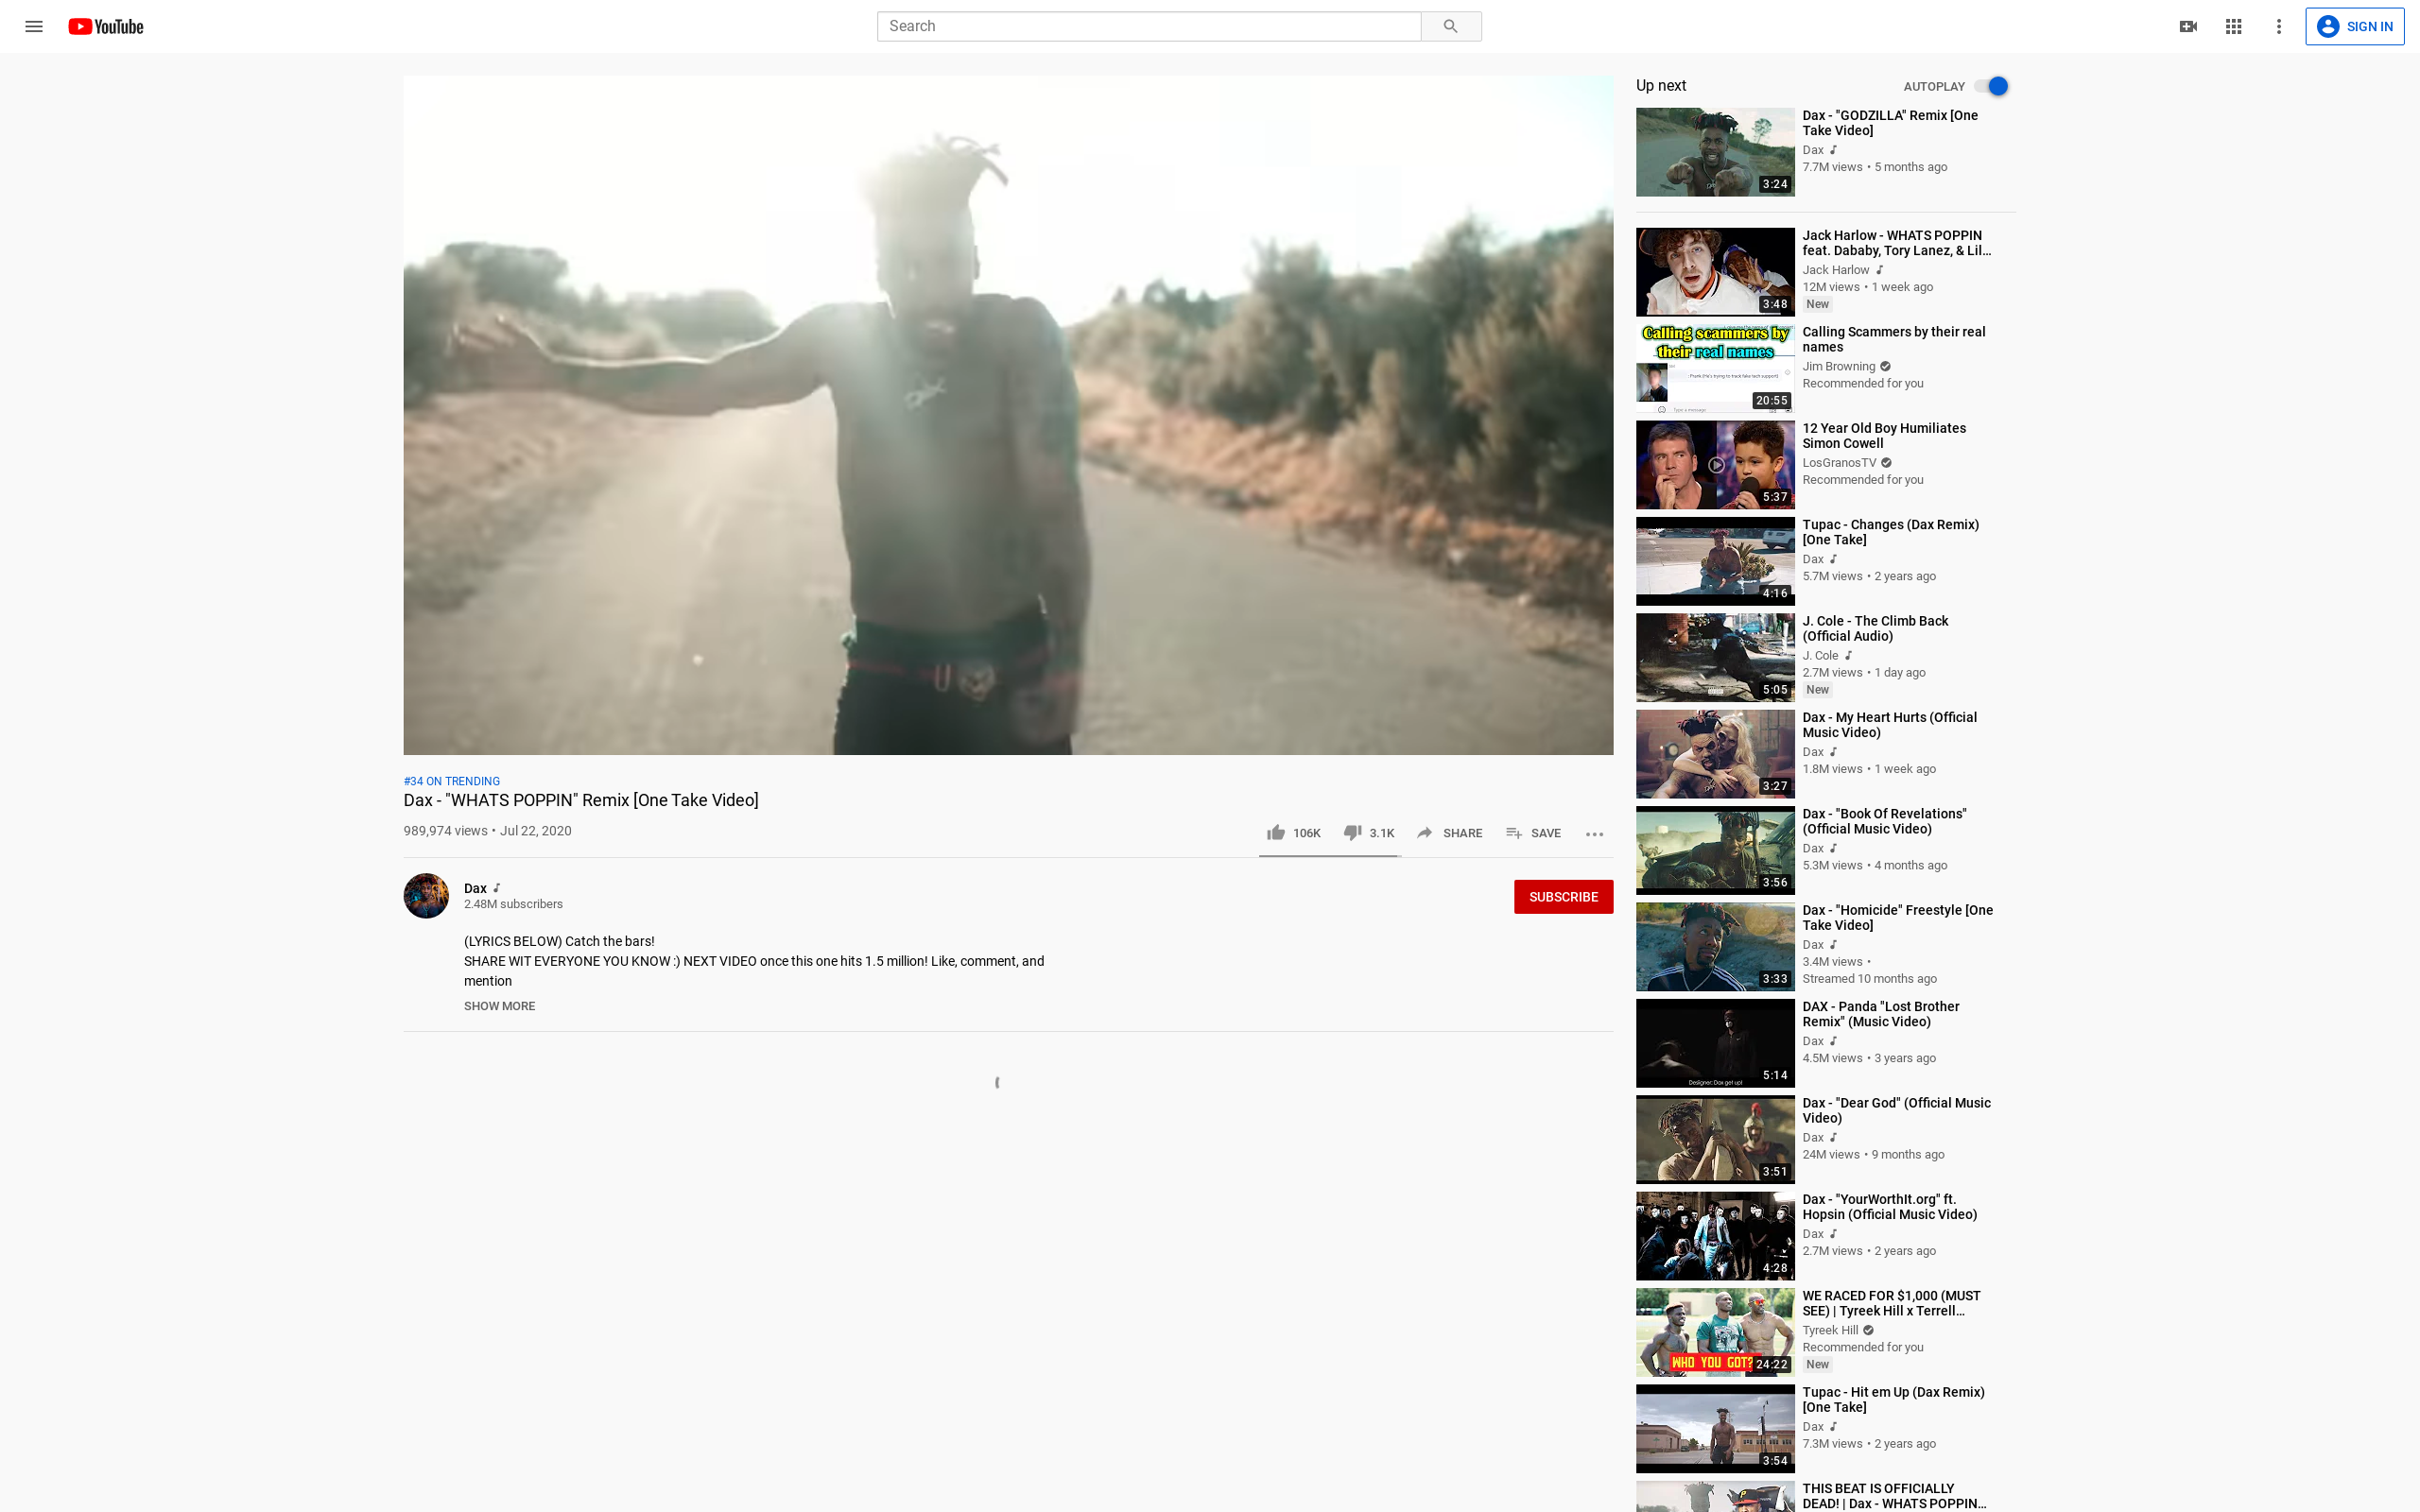 YouTube
Search
SIGN IN
#34 ON TRENDING
Dax - "WHATS POPPIN" Remix [One Take Video]
989,974 views • Jul 22, 2020
106K
3.1K
SHARE
SAVE
Dax
2.48M subscribers
SUBSCRIBE
(LYRICS BELOW) Catch the bars!
SHARE WIT EVERYONE YOU KNOW :) NEXT VIDEO once this one hits 1.5 million! Like, comment, and
mention
SHOW MORE
Up next
AUTOPLAY
3:24
Dax - "GODZILLA" Remix [One
Take Video]
Dax
7.7M views • 5 months ago
3:48
Jack Harlow - WHATS POPPIN
feat. Dababy, Tory Lanez, & Lil...
Jack Harlow
12M views • 1 week ago
New
Calling scammers by
their real names
20:55
Calling Scammers by their real
names
Jim Browning
Recommended for you
5:37
12 Year Old Boy Humiliates
Simon Cowell
LosGranosTV
Recommended for you
4:16
Tupac - Changes (Dax Remix)
[One Take]
Dax
5.7M views • 2 years ago
5:05
J. Cole - The Climb Back
(Official Audio)
J. Cole
2.7M views • 1 day ago
New
3:27
Dax - My Heart Hurts (Official
Music Video)
Dax
1.8M views • 1 week ago
3:56
Dax - "Book Of Revelations"
(Official Music Video)
Dax
5.3M views • 4 months ago
3:33
Dax - "Homicide" Freestyle [One
Take Video]
Dax
3.4M views •
Streamed 10 months ago
Designer: Dax get up!
5:14
DAX - Panda "Lost Brother
Remix" (Music Video)
Dax
4.5M views • 3 years ago
3:51
Dax - "Dear God" (Official Music
Video)
Dax
24M views • 9 months ago
4:28
Dax - "YourWorthIt.org" ft.
Hopsin (Official Music Video)
Dax
2.7M views • 2 years ago
WHO YOU GOT?
24:22
WE RACED FOR $1,000 (MUST
SEE) | Tyreek Hill x Terrell...
Tyreek Hill
Recommended for you
New
3:54
Tupac - Hit em Up (Dax Remix)
[One Take]
Dax
7.3M views • 2 years ago
THIS BEAT IS OFFICIALLY
DEAD! | Dax - WHATS POPPIN...